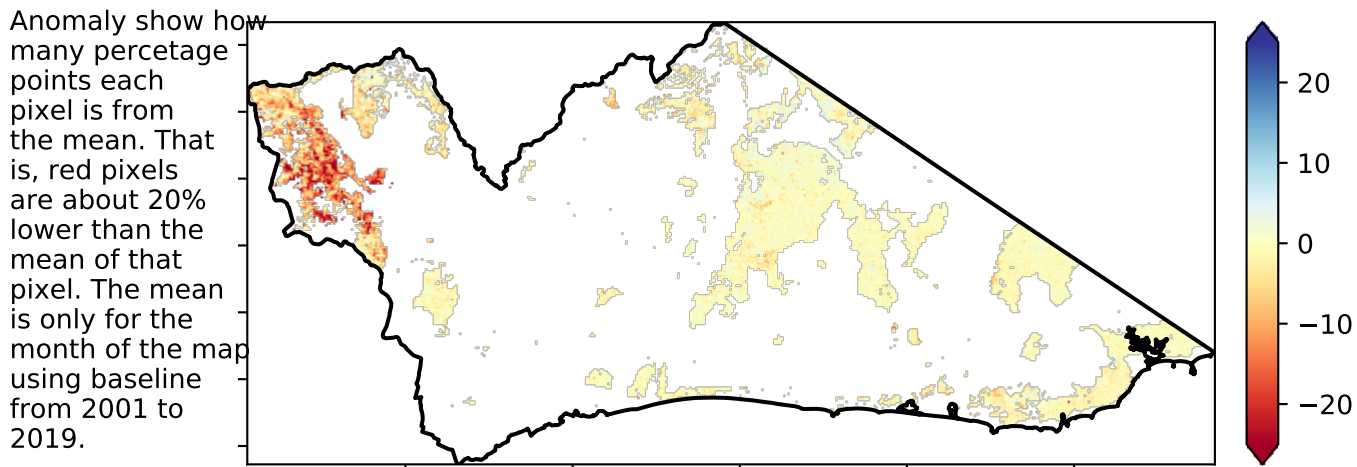 Anomaly show how
many percetage
points each
pixel is from
the mean. That
is, red pixels
are about 20%
lower than the
mean of that
pixel. The mean
is only for the
month of the map
using baseline
from 2001 to
2019.
20
10
0
−10
−20